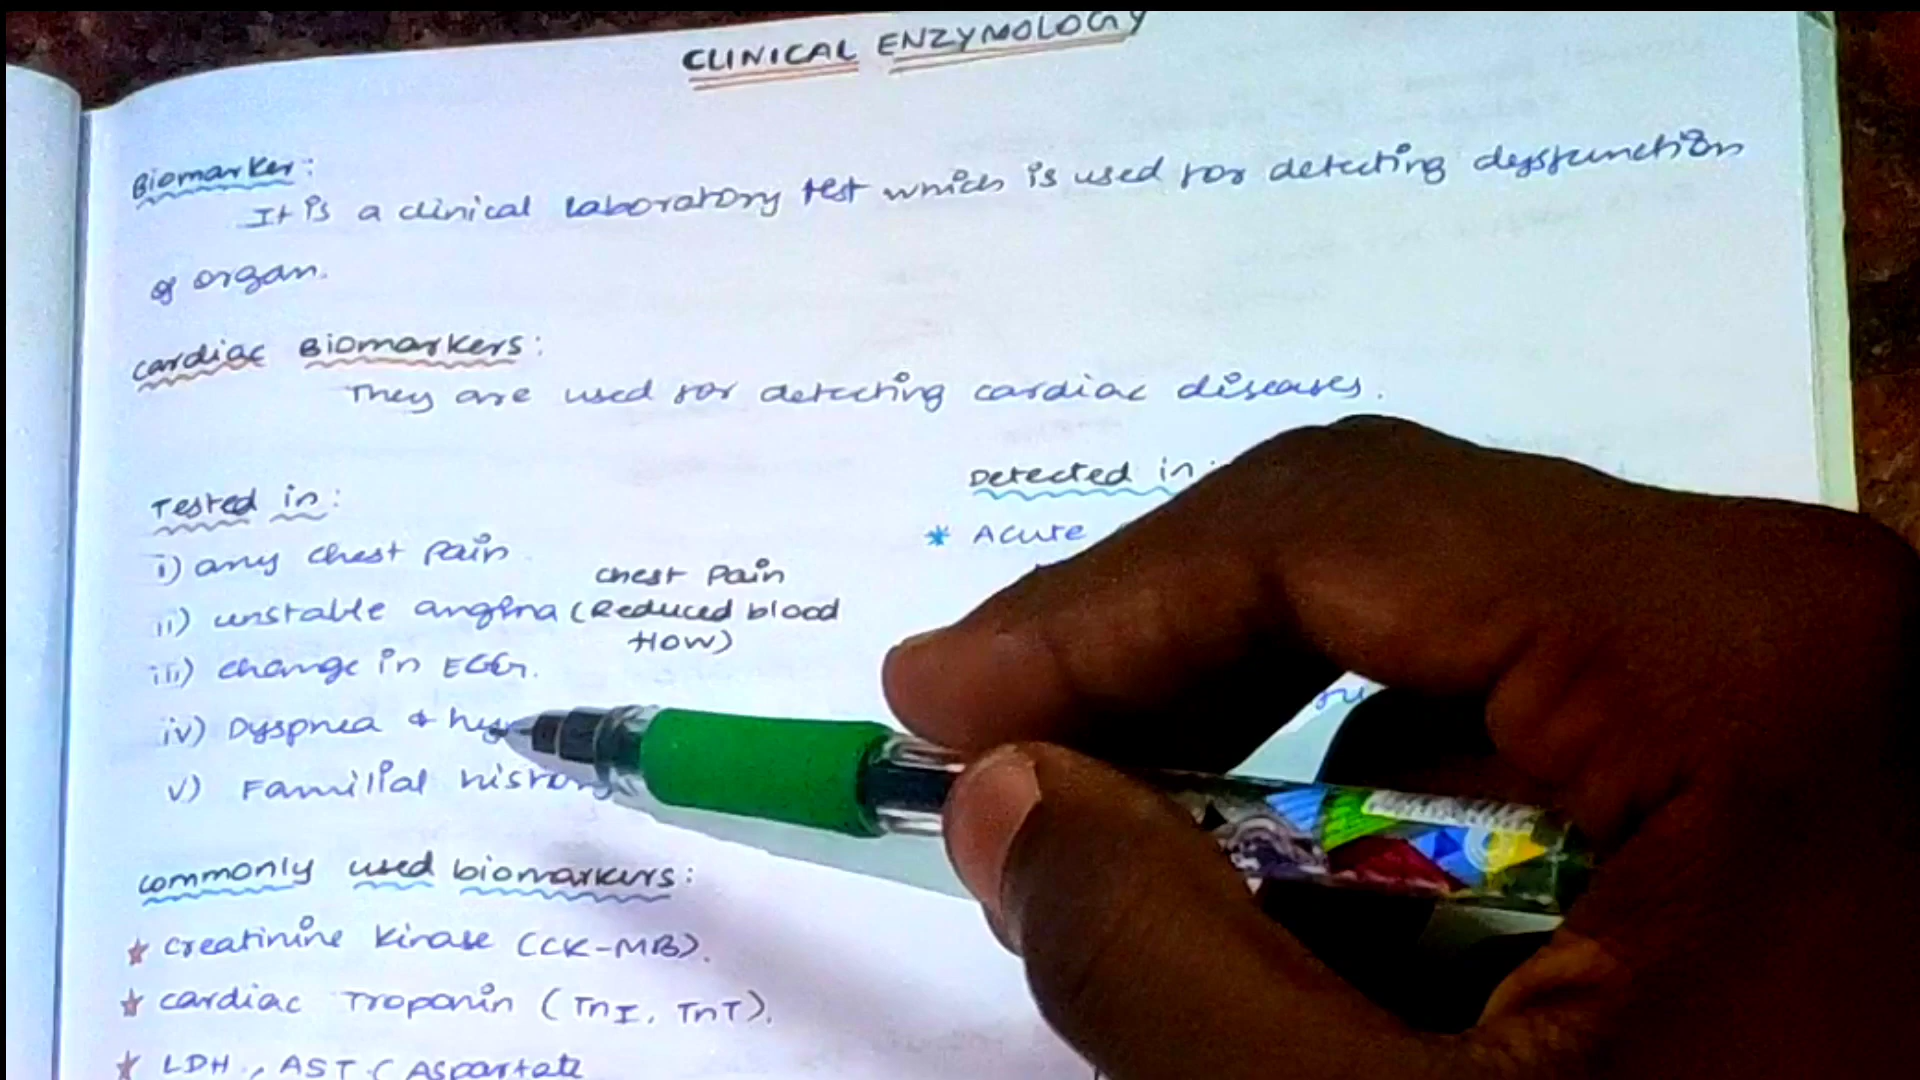 CLINICAL ENZYMOLOGY
Biomarker:
It is a clinical laboratory test which is used for detecting dysfunction
of organ.
Cardiac Biomarkers:
They are used for detecting cardiac diseases.
Tested in:
i) any chest pain
ii) unstable angina (Reduced blood
chest pain
flow)
iii) change in ECG.
iv) Dyspnea &
v) Familial history
Detected in:
* Acute
commonly used biomarkers:
★ creatinine kinase (CK-MB).
★ cardiac Troponin (TnI, TnT).
★ LDH, AST (Aspartate